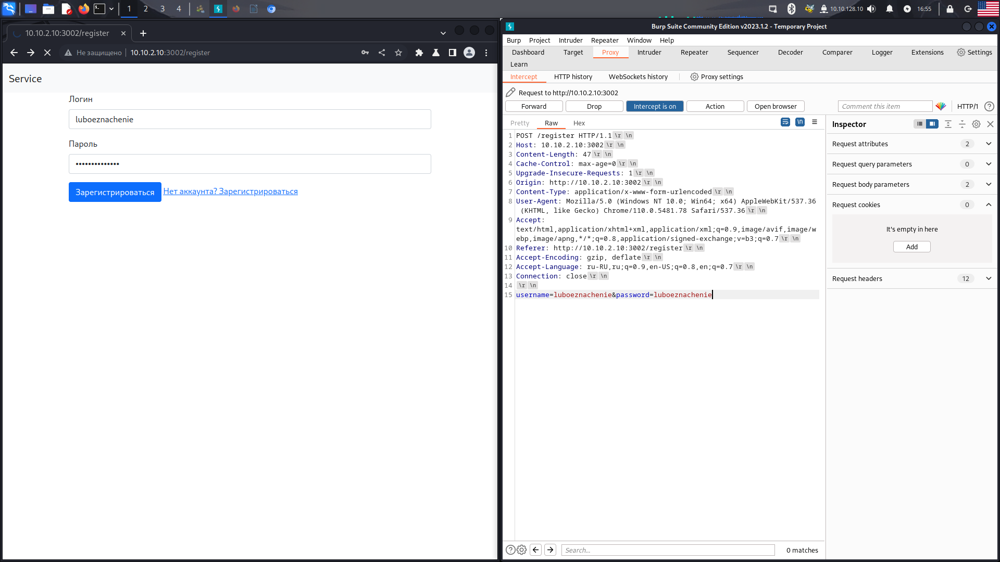 1 2 3 4
10.10.128.10 16:55
10.10.2.10:3002/register
Не защищено 10.10.2.10:3002/register
Service
Логин
luboeznachenie
Пароль
••••••••••••••
Зарегистрироваться Нет аккаунта? Зарегистрироваться
Burp Suite Community Edition v2023.1.2 - Temporary Project
Burp Project Intruder Repeater Window Help
Dashboard Target Proxy Intruder Repeater Sequencer Decoder Comparer Logger Extensions Settings
Learn
Intercept HTTP history WebSockets history Proxy settings
Request to http://10.10.2.10:3002
Forward Drop Intercept is on Action Open browser Comment this item HTTP/1 ?
Pretty Raw Hex \n
1 POST /register HTTP/1.1 \r \n
2 Host: 10.10.2.10:3002 \r \n
3 Content-Length: 47 \r \n
4 Cache-Control: max-age=0 \r \n
5 Upgrade-Insecure-Requests: 1 \r \n
6 Origin: http://10.10.2.10:3002 \r \n
7 Content-Type: application/x-www-form-urlencoded \r \n
8 User-Agent: Mozilla/5.0 (Windows NT 10.0; Win64; x64) AppleWebKit/537.36
(KHTML, like Gecko) Chrome/110.0.5481.78 Safari/537.36 \r \n
9 Accept:
text/html,application/xhtml+xml,application/xml;q=0.9,image/avif,image/w
ebp,image/apng,*/*;q=0.8,application/signed-exchange;v=b3;q=0.7 \r \n
10 Referer: http://10.10.2.10:3002/register \r \n
11 Accept-Encoding: gzip, deflate \r \n
12 Accept-Language: ru-RU,ru;q=0.9,en-US;q=0.8,en;q=0.7 \r \n
13 Connection: close \r \n
14 \r \n
15 username=luboeznachenie&password=luboeznachenie
Inspector
Request attributes 2
Request query parameters 0
Request body parameters 2
Request cookies 0
It's empty in here
Add
Request headers 12
? Search... 0 matches